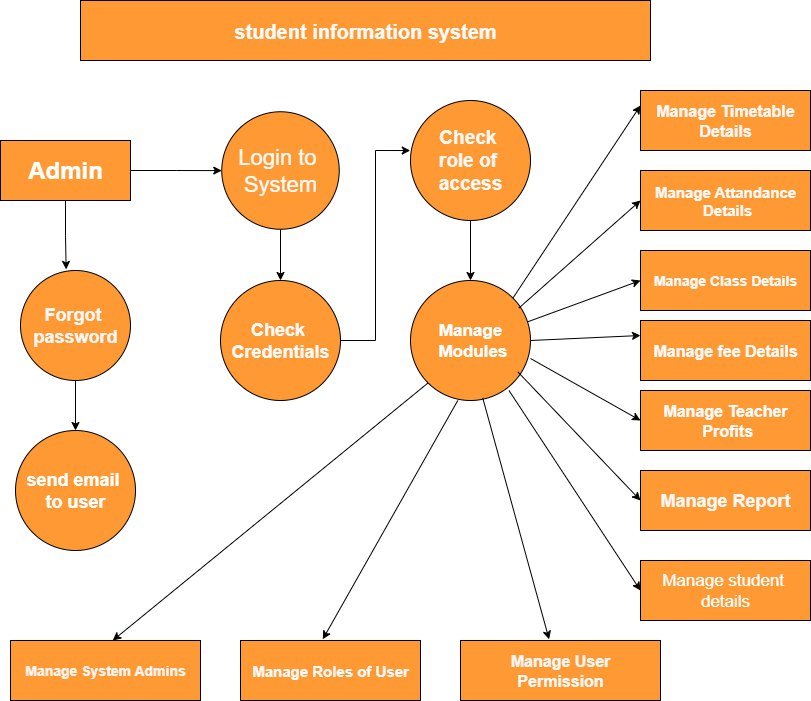 student information system
Admin
Login to
System
Check
role of
access
Manage Timetable
Details
Manage Attandance
Details
Manage Class Details
Forgot
password
Check
Credentials
Manage
Modules
Manage fee Details
Manage Teacher
Profits
send email
to user
Manage Report
Manage student
details
Manage System Admins
Manage Roles of User
Manage User
Permission